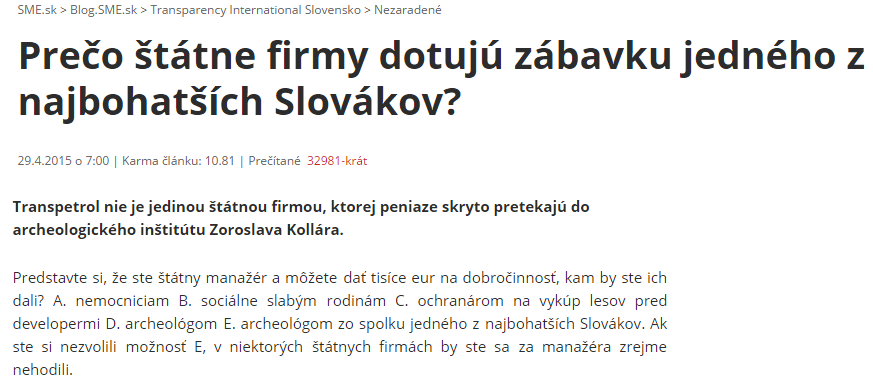 SME.sk > Blog.SME.sk > Transparency International Slovensko > Nezaradené
Prečo štátne firmy dotujú zábavku jedného z
najbohatších Slovákov?
29.4.2015 o 7:00 | Karma článku: 10.81 | Prečítané 32981-krát
Transpetrol nie je jedinou štátnou firmou, ktorej peniaze skryto pretekajú do
archeologického inštitútu Zoroslava Kollára.
Predstavte si, že ste štátny manažér a môžete dať tisíce eur na dobročinnosť, kam by ste ich
dali? A. nemocniciam B. sociálne slabým rodinám C. ochranárom na vykúp lesov pred
developermi D. archeológom E. archeológom zo spolku jedného z najbohatších Slovákov. Ak
ste si nezvolili možnosť E, v niektorých štátnych firmách by ste sa za manažéra zrejme
nehodili.